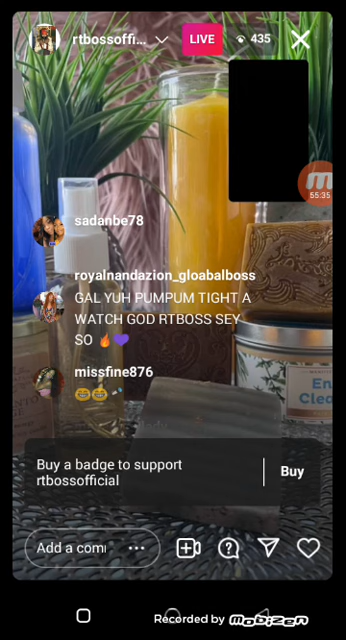 rtbossoffi...
LIVE
435
55:35
sadanbe78
royalnandazion_gloabalboss
GAL YUH PUMPUM TIGHT A
WATCH GOD RTBOSS SEY
SO 🔥💜
missfine876
😂😂
Buy a badge to support
rtbossofficial
Buy
Add a com
Recorded by mobizen